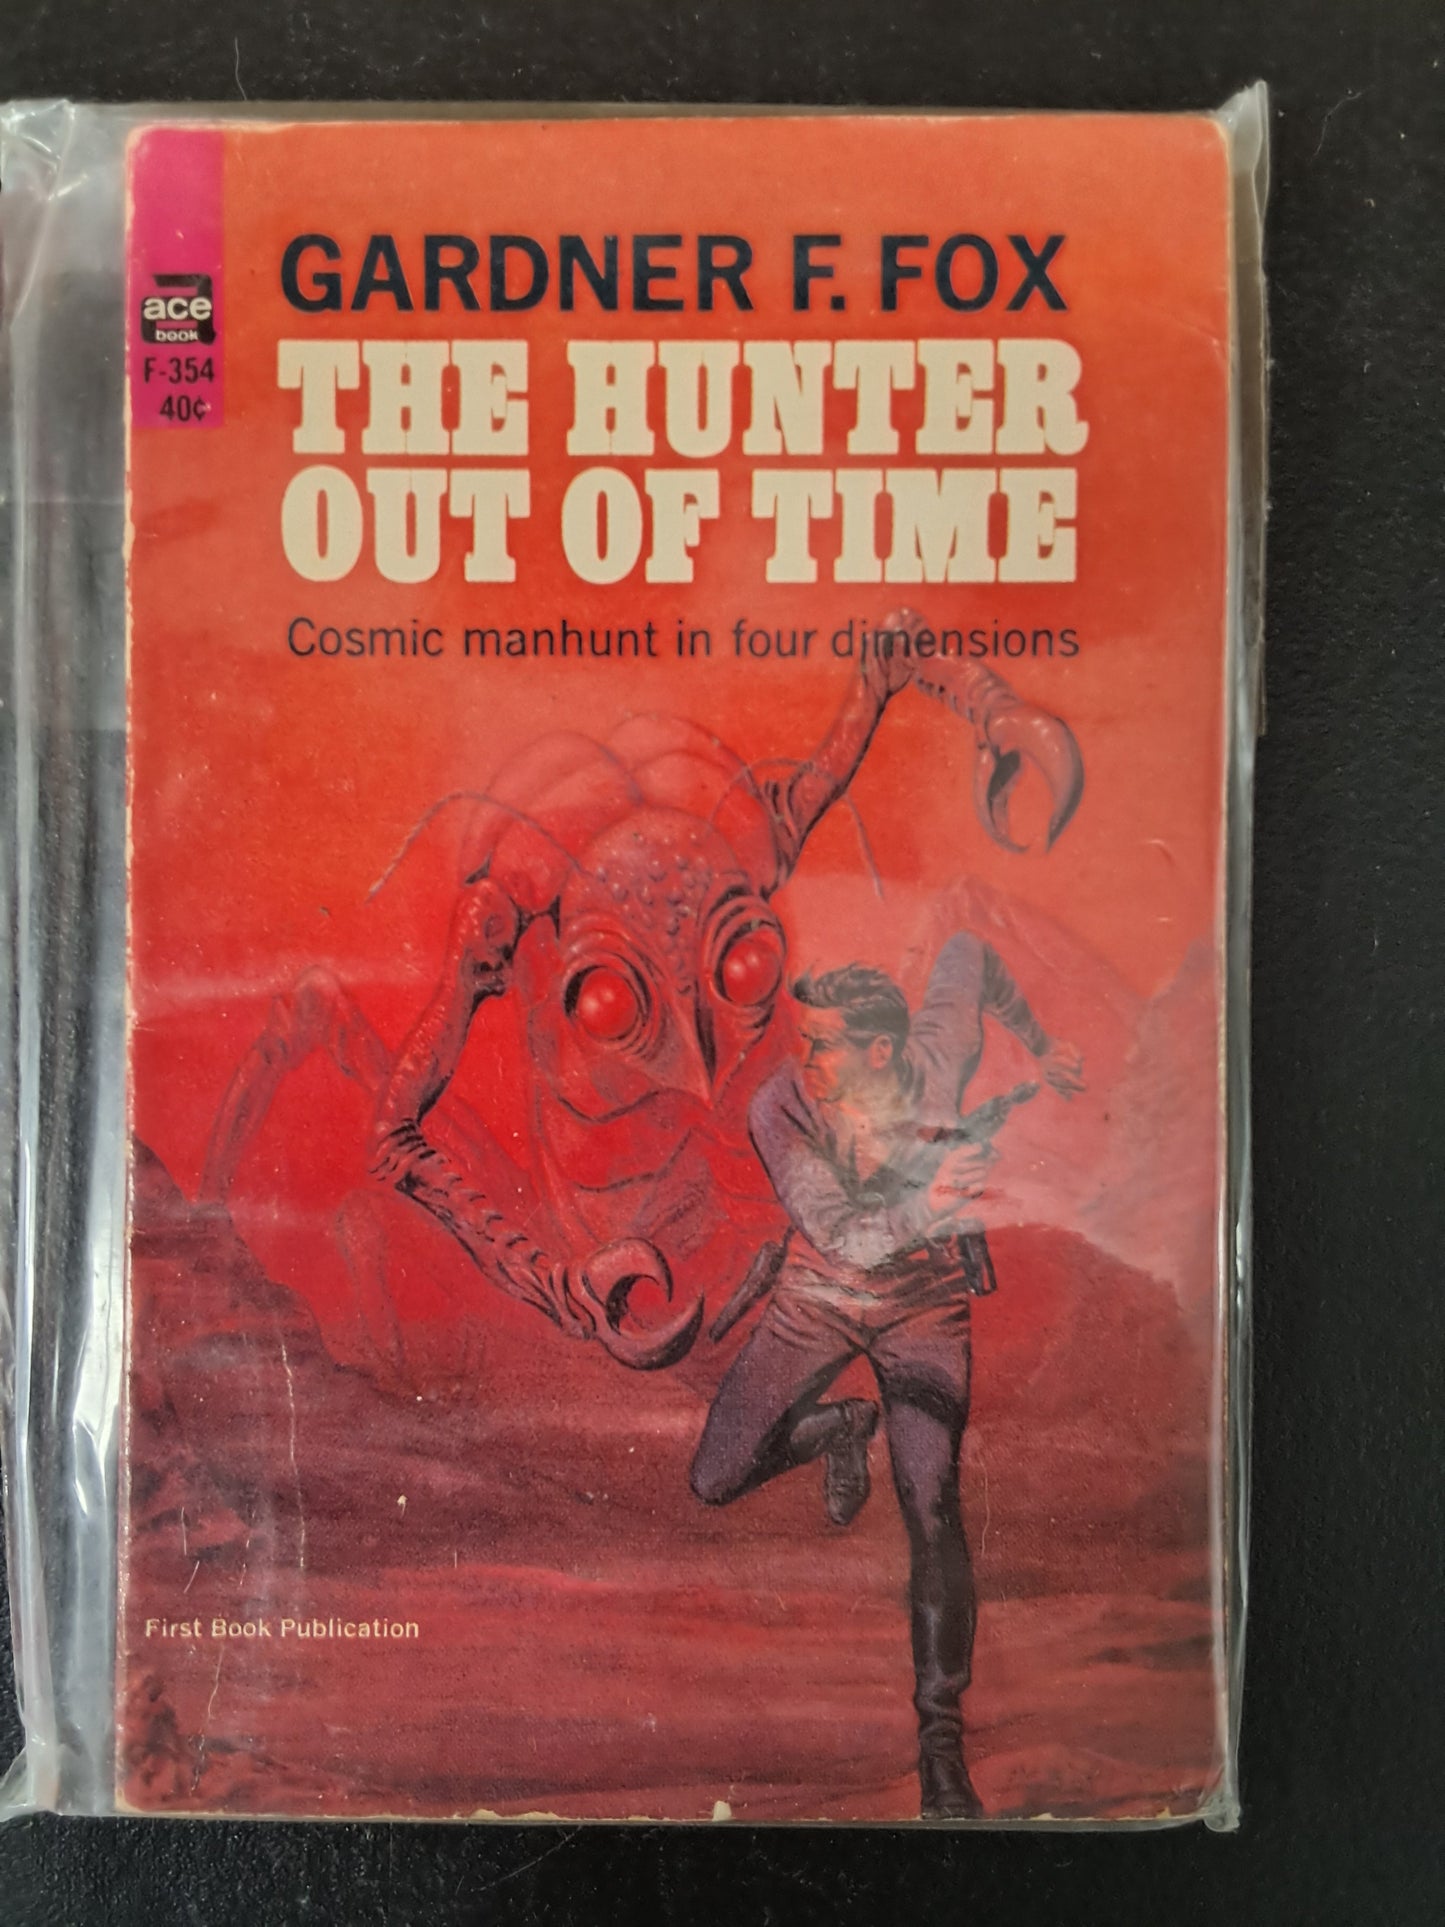 GARDNER F. FOX
ace
book
F-354
40¢
THE HUNTER
OUT OF TIME
Cosmic manhunt in four dimensions
First Book Publication